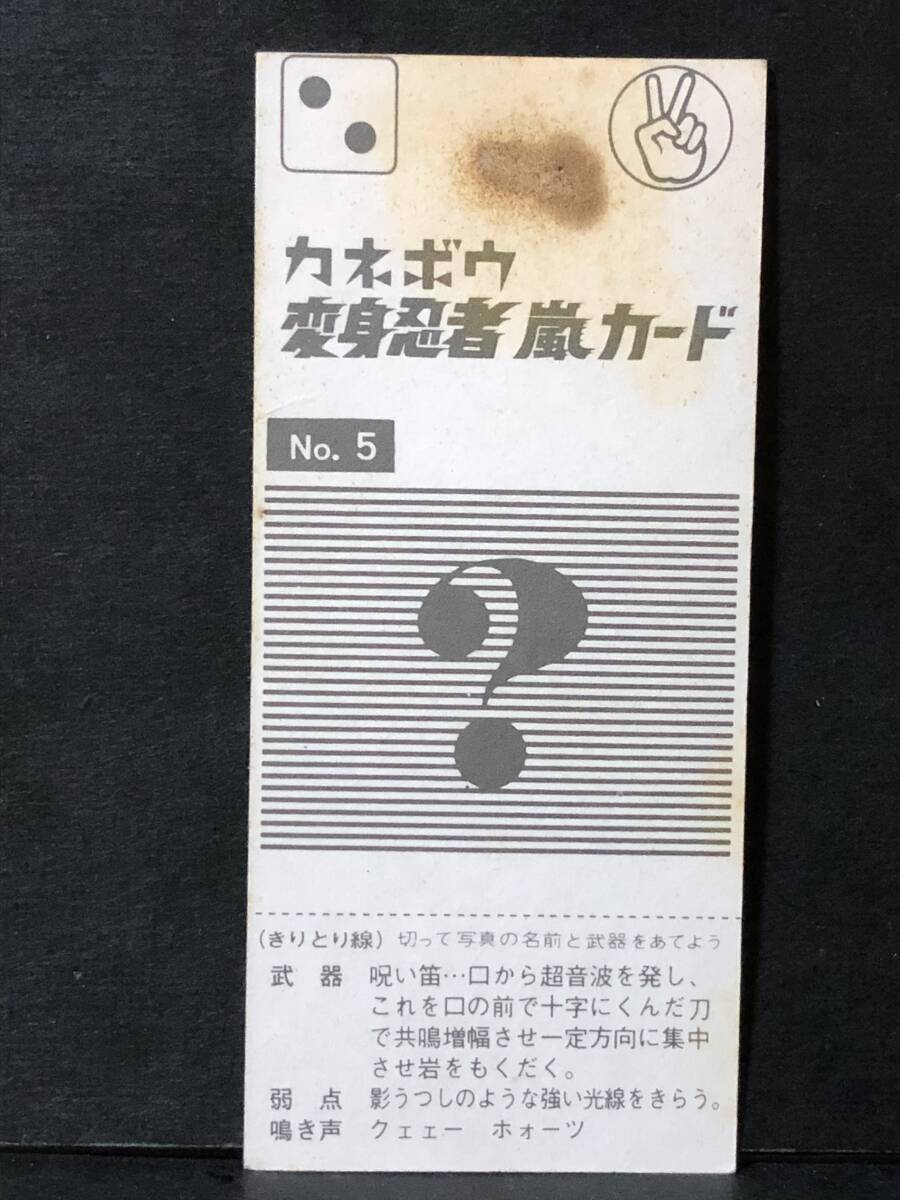 カネボウ
変身忍者 嵐 カード
No. 5
?
(きりとり線) 切って写真の名前と武器をあてよう
武 器 呪い笛…口から超音波を発し、
これを口の前で十字にくんだ刀
で共鳴増幅させ一定方向に集中
させ岩をもくだく。
弱 点 影うつしのような強い光線をきらう。
鳴き声 クェェー ホォーツ